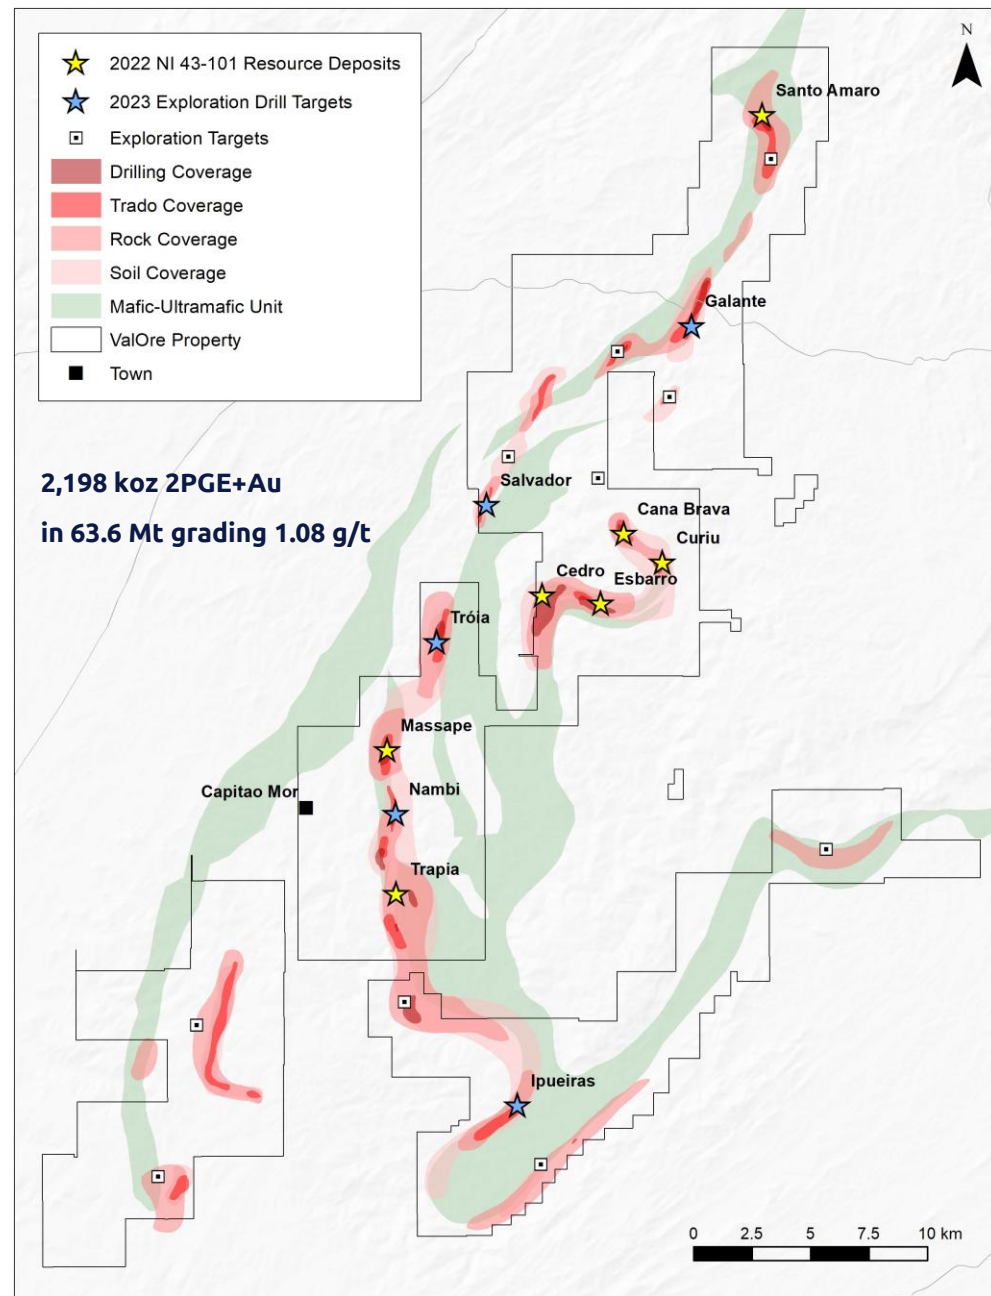 2022 NI 43-101 Resource Deposits
2023 Exploration Drill Targets
Exploration Targets
Drilling Coverage
Trado Coverage
Rock Coverage
Soil Coverage
Mafic-Ultramafic Unit
ValOre Property
Town
N
Santo Amaro
Galante
2,198 koz 2PGE+Au
in 63.6 Mt grading 1.08 g/t
Salvador
Cana Brava
Curiu
Cedro
Esbarro
Tróia
Massape
Capitao Mor
Nambi
Trapia
Ipueiras
0 2.5 5 7.5 10 km